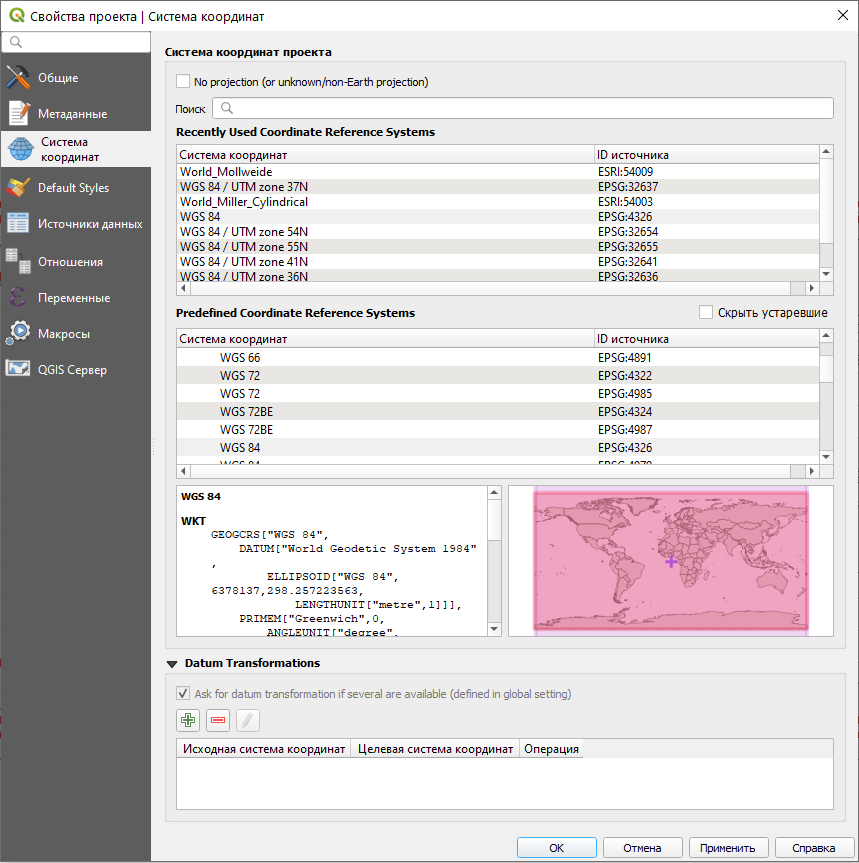 Свойства проекта | Система координат
Общие
Метаданные
Система
координат
Default Styles
Источники данных
Отношения
Переменные
Макросы
QGIS Сервер
Система координат проекта
No projection (or unknown/non-Earth projection)
Поиск
Recently Used Coordinate Reference Systems
Система координат ID источника
World_Mollweide ESRI:54009
WGS 84 / UTM zone 37N EPSG:32637
World_Miller_Cylindrical ESRI:54003
WGS 84 EPSG:4326
WGS 84 / UTM zone 54N EPSG:32654
WGS 84 / UTM zone 55N EPSG:32655
WGS 84 / UTM zone 41N EPSG:32641
WGS 84 / UTM zone 36N EPSG:32636
Predefined Coordinate Reference Systems Скрыть устаревшие
Система координат ID источника
WGS 66 EPSG:4891
WGS 72 EPSG:4322
WGS 72 EPSG:4985
WGS 72BE EPSG:4324
WGS 72BE EPSG:4987
WGS 84 EPSG:4326
WGS 84
WKT
GEOGCRS["WGS 84",
DATUM["World Geodetic System 1984"
,
ELLIPSOID["WGS 84",
6378137,298.257223563,
LENGTHUNIT["metre",1]]],
PRIMEM["Greenwich",0,
ANGLEUNIT["degree",
Datum Transformations
Ask for datum transformation if several are available (defined in global setting)
Исходная система координат Целевая система координат Операция
OK Отмена Применить Справка